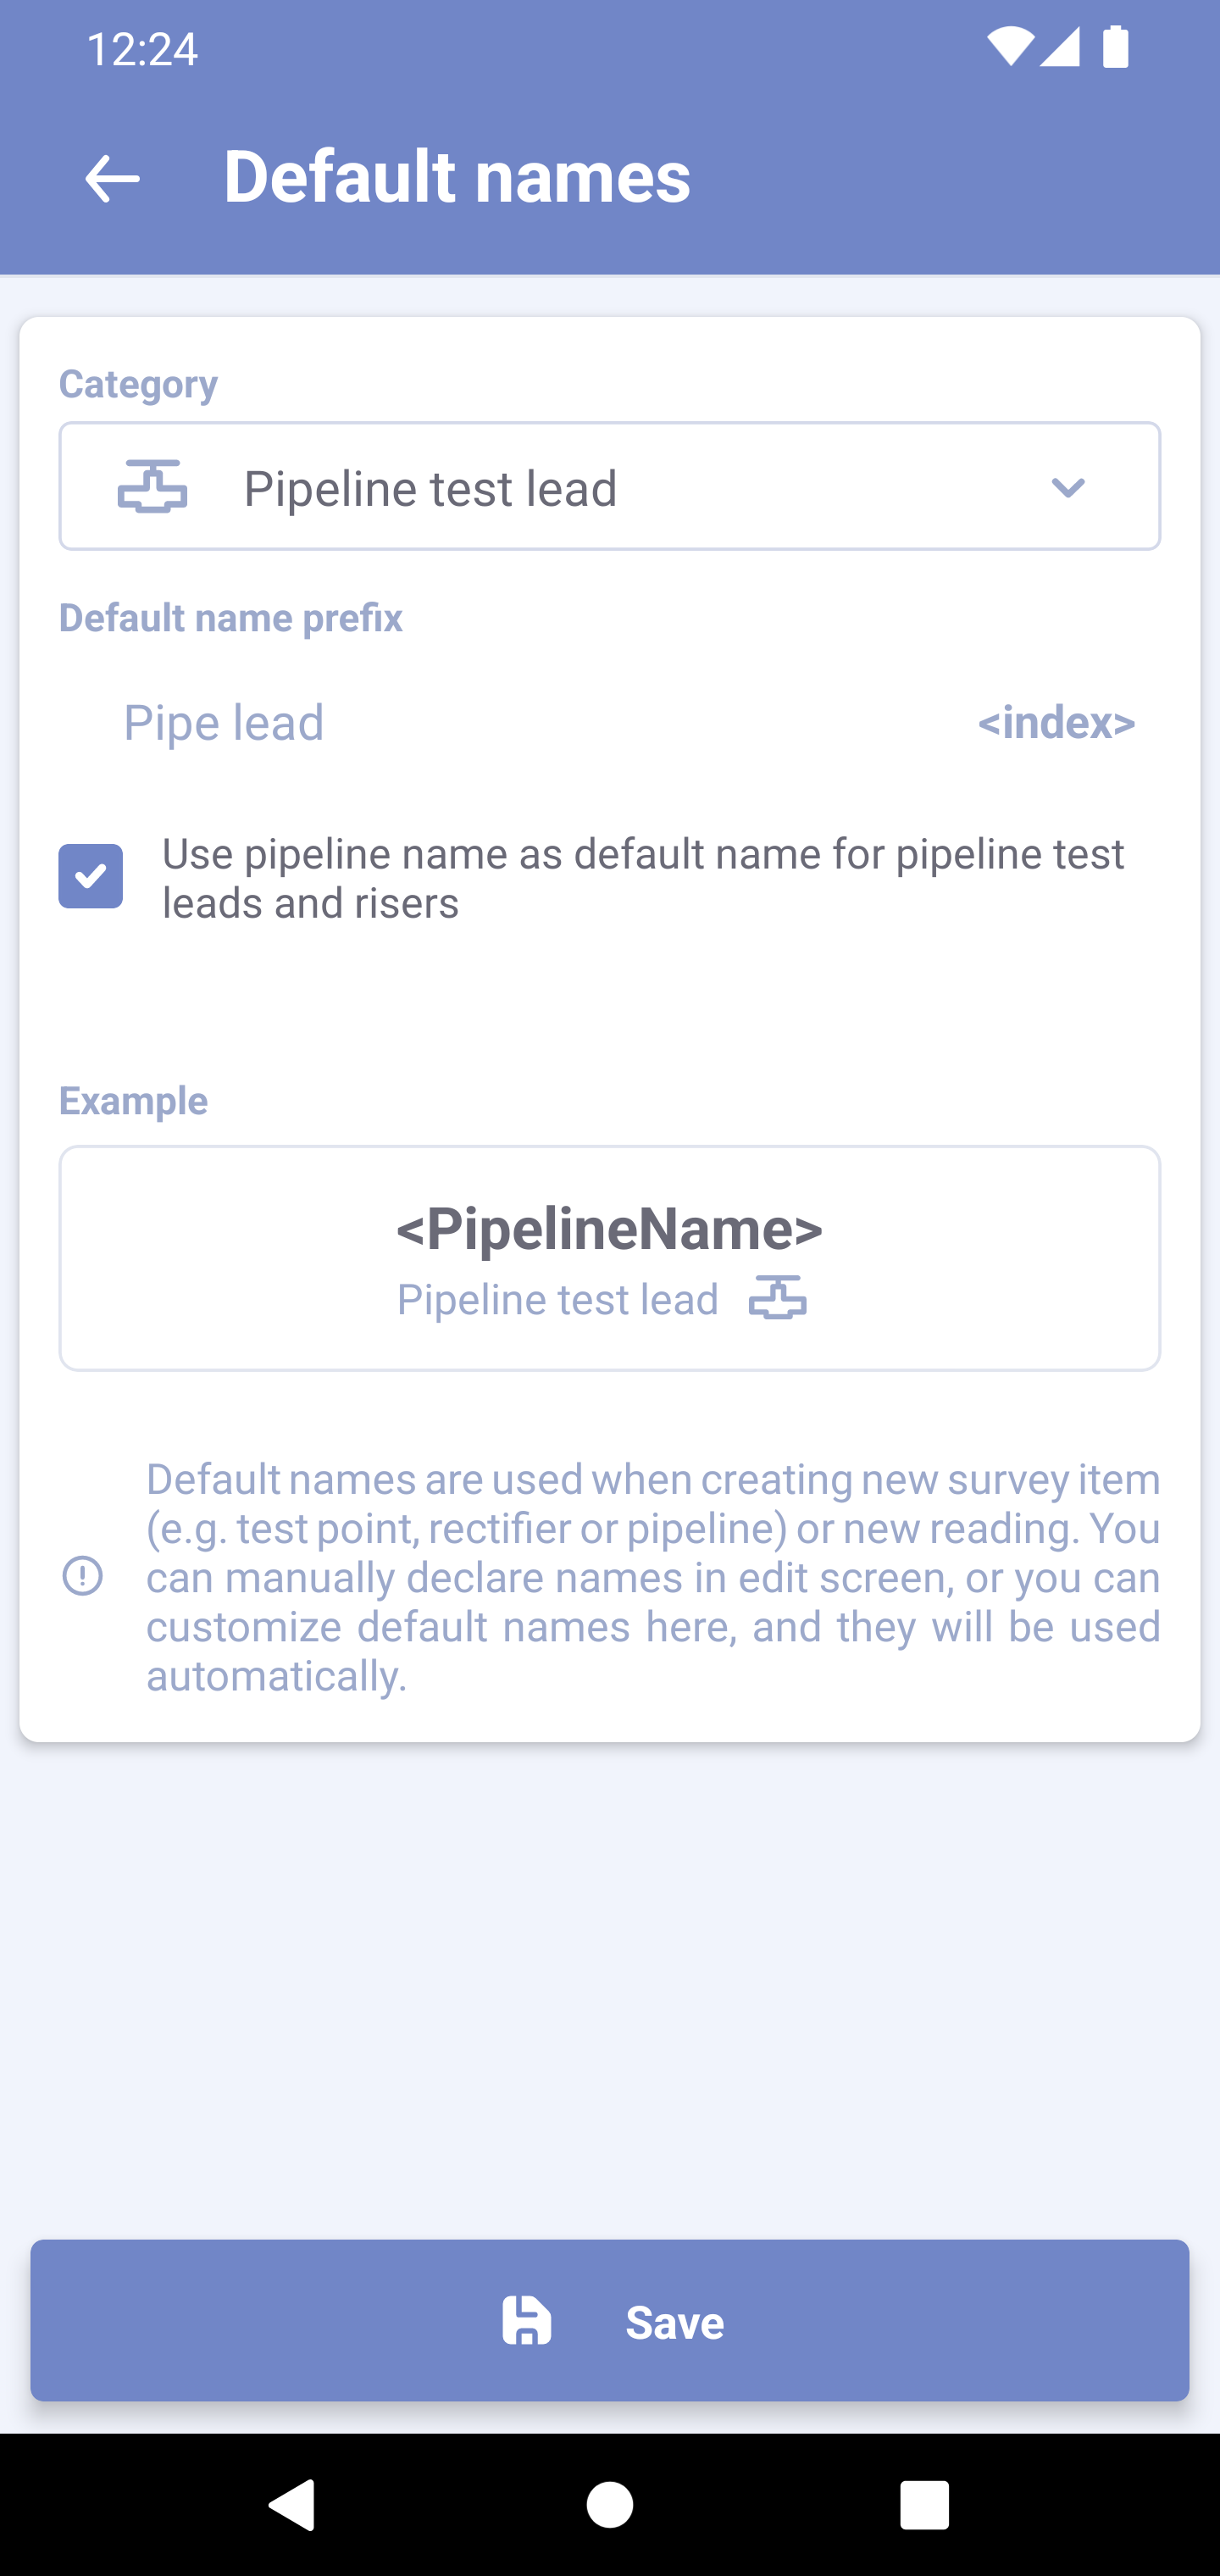 12:24
Default names
Category
Pipeline test lead
Default name prefix
Pipe lead <index>
Use pipeline name as default name for pipeline test
leads and risers
Example
<PipelineName>
Pipeline test lead
Default names are used when creating new survey item
(e.g. test point, rectifier or pipeline) or new reading. You
can manually declare names in edit screen, or you can
customize default names here, and they will be used
automatically.
Save